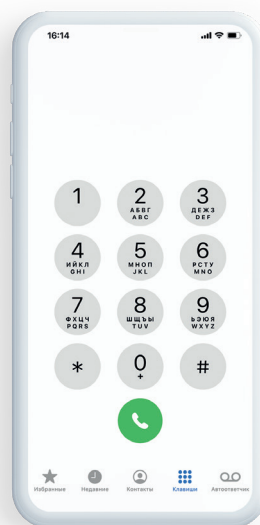 16:14
1 2 3
АБВГ ДЕЖЗ
ABC DEF
4 5 6
ИЙКЛ МНОП РСТУ
GHI JKL MNO
7 8 9
ФХЦЧ ШЩЪЫ ЬЭЮЯ
PQRS TUV WXYZ
* 0 #
+
Избранные Недавние Контакты Клавиши Автоответчик